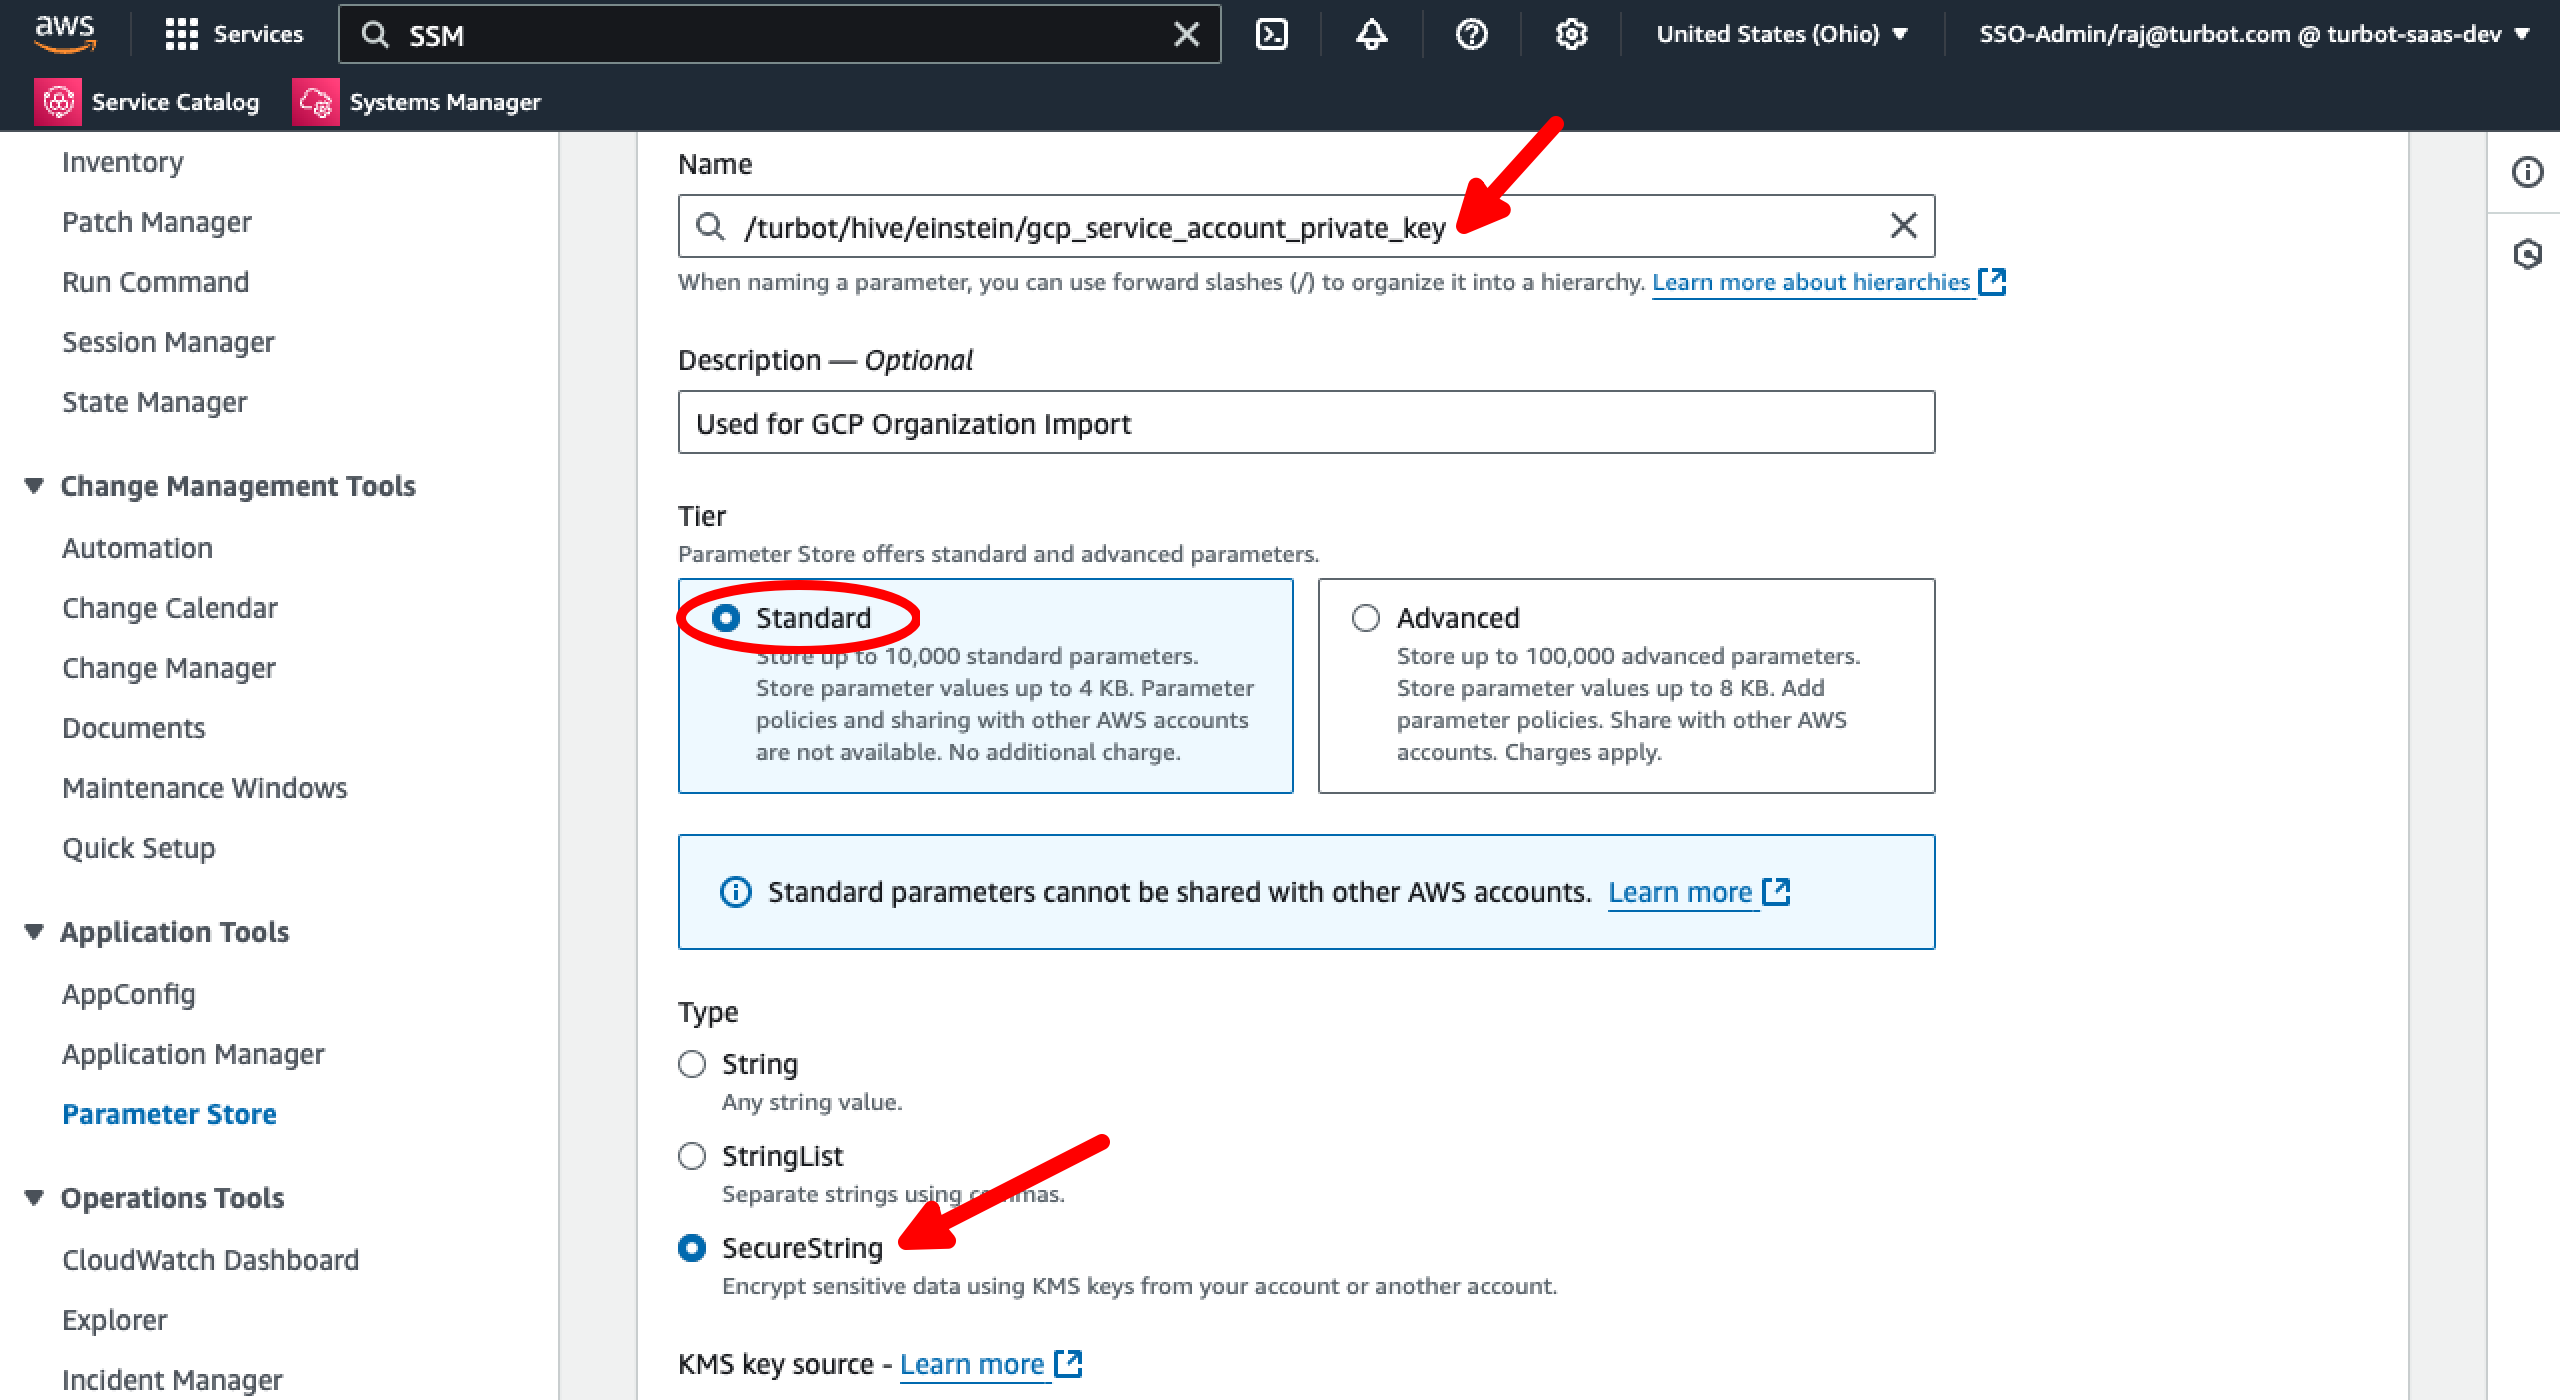 aws
Services
SSM
United States (Ohio)
SSO-Admin/raj@turbot.com @ turbot-saas-dev
Service Catalog
Systems Manager
Inventory
Patch Manager
Run Command
Session Manager
State Manager
Change Management Tools
Automation
Change Calendar
Change Manager
Documents
Maintenance Windows
Quick Setup
Application Tools
AppConfig
Application Manager
Parameter Store
Operations Tools
CloudWatch Dashboard
Explorer
Incident Manager
Name
/turbot/hive/einstein/gcp_service_account_private_key
When naming a parameter, you can use forward slashes (/) to organize it into a hierarchy. Learn more about hierarchies
Description — Optional
Used for GCP Organization Import
Tier
Parameter Store offers standard and advanced parameters.
Standard
Store up to 10,000 standard parameters.
Store parameter values up to 4 KB. Parameter
policies and sharing with other AWS accounts
are not available. No additional charge.
Advanced
Store up to 100,000 advanced parameters.
Store parameter values up to 8 KB. Add
parameter policies. Share with other AWS
accounts. Charges apply.
Standard parameters cannot be shared with other AWS accounts. Learn more
Type
String
Any string value.
StringList
Separate strings using commas.
SecureString
Encrypt sensitive data using KMS keys from your account or another account.
KMS key source - Learn more